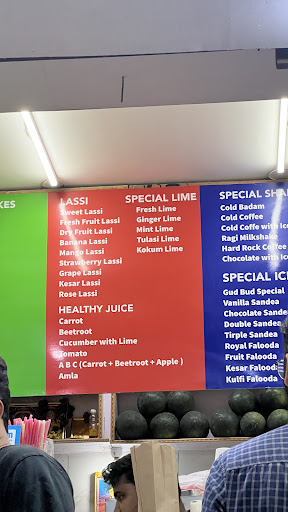 KES
LASSI
Sweet Lassi
Fresh Fruit Lassi
Dry Fruit Lassi
Banana Lassi
Mango Lassi
Strawberry Lassi
Grape Lassi
Kesar Lassi
Rose Lassi
SPECIAL LIME
Fresh Lime
Ginger Lime
Mint Lime
Tulasi Lime
Kokum Lime
HEALTHY JUICE
Carrot
Beetroot
Cucumber with Lime
Tomato
A B C (Carrot + Beetroot + Apple )
Amla
SPECIAL SHA
Cold Badam
Cold Coffee
Cold Coffe with Ic
Ragi Milkshake
Hard Rock Coffee
Chocolate with Ic
SPECIAL ICE
Gud Bud Special
Vanilla Sandea
Chocolate Sandea
Double Sandea
Tirple Sandea
Royal Falooda
Fruit Falooda
Kesar Falooda
Kulfi Falooda